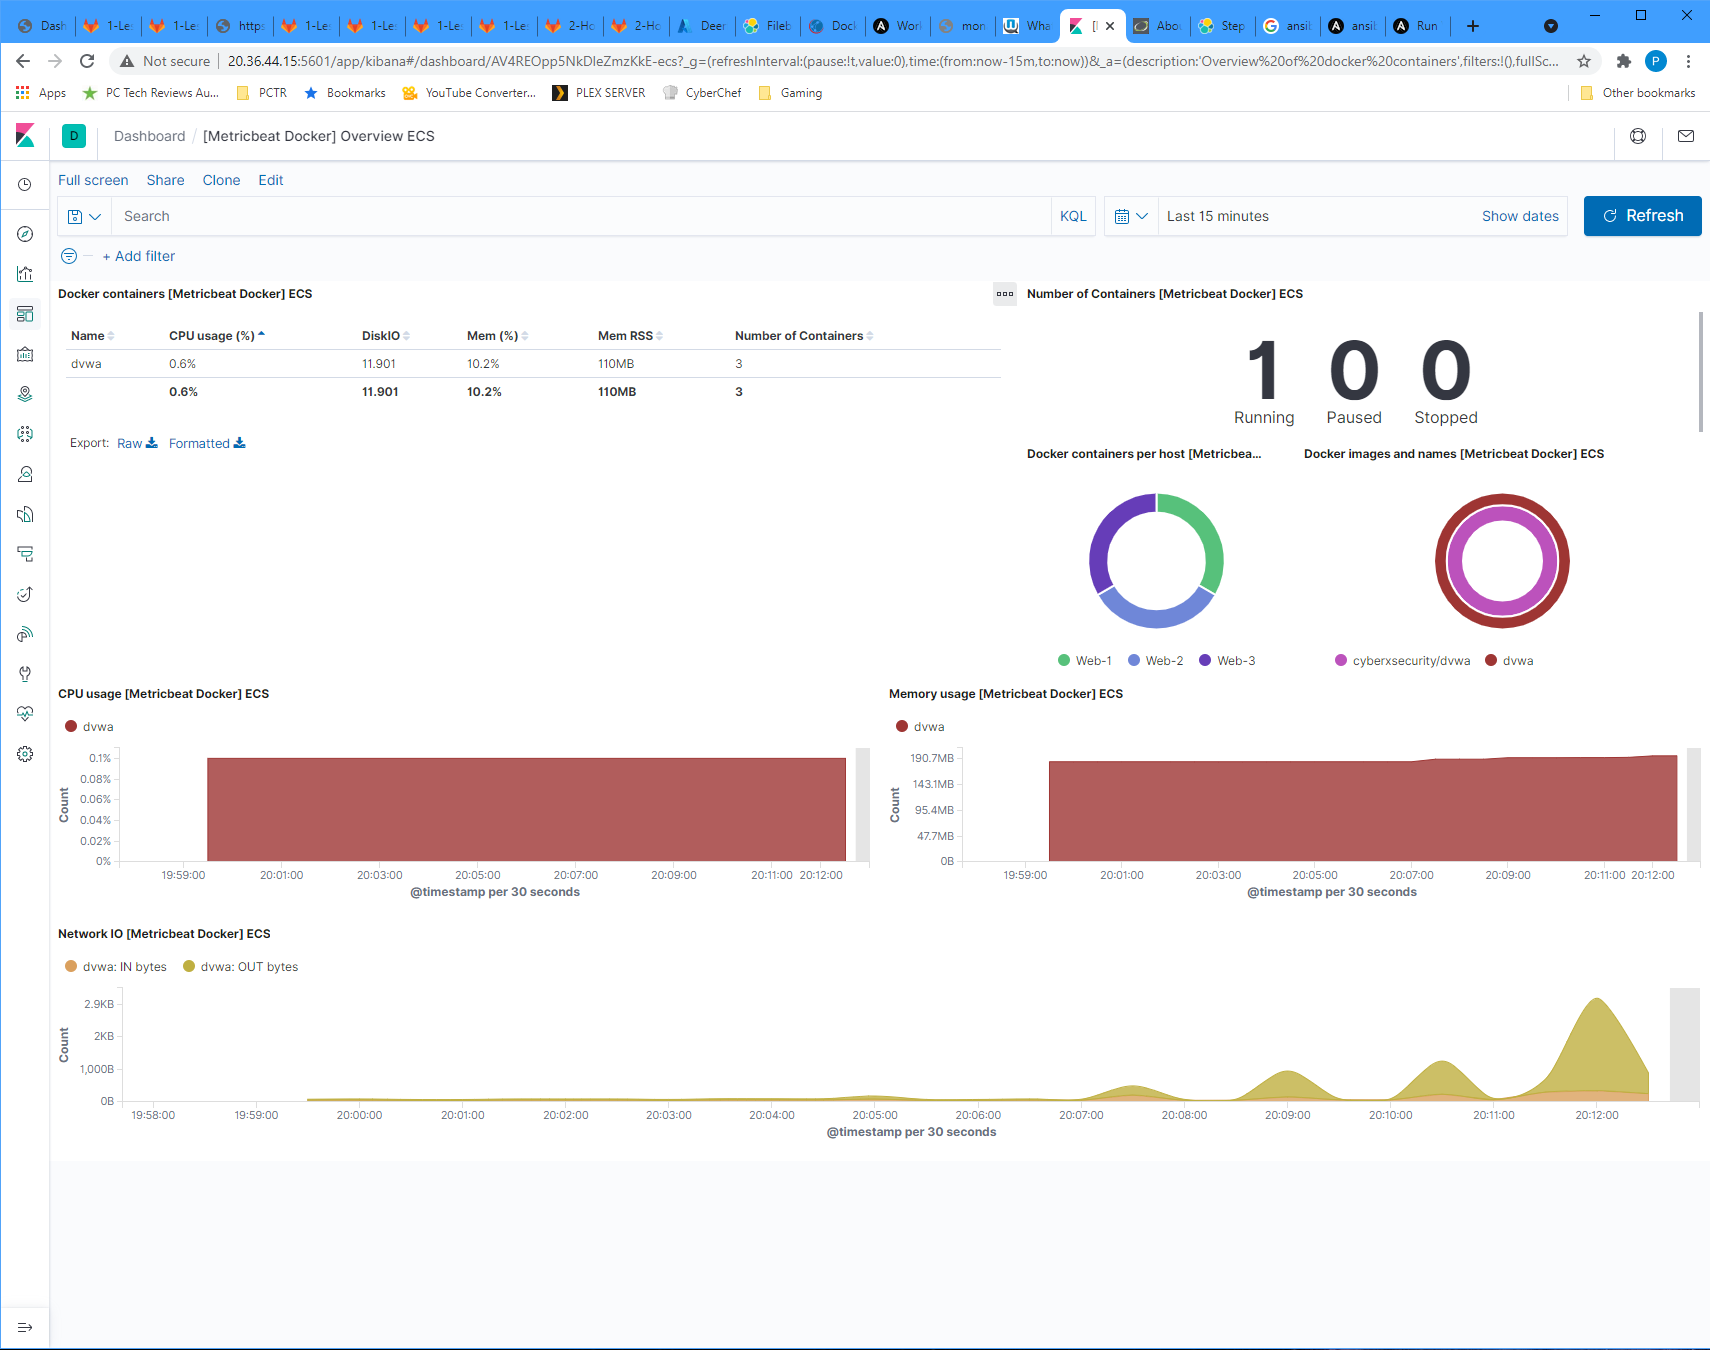 Dash
1-Le
1-Le
https
1-Le
1-Le
1-Le
1-Le
2-Ho
2-Ho
Deer
Fileb
Dock
Worl
mon
Wha
Abou
Step
ansib
ansib
Run
Not secure
20.36.44.15:5601/app/kibana#/dashboard/AV4REOpp5NkDleZmzKkE-ecs?_g=(refreshInterval:(pause:!t,value:0),time:(from:now-15m,to:now))&_a=(description:'Overview%20of%20docker%20containers',filters:!(),fullSc...
P
Apps
PC Tech Reviews Au...
PCTR
Bookmarks
YouTube Converter...
PLEX SERVER
CyberChef
Gaming
Other bookmarks
D
Dashboard / [Metricbeat Docker] Overview ECS
Full screen Share Clone Edit
Search
KQL
Last 15 minutes
Show dates
Refresh
+ Add filter
Docker containers [Metricbeat Docker] ECS
Name CPU usage (%) DiskIO Mem (%) Mem RSS Number of Containers
dvwa 0.6% 11.901 10.2% 110MB 3
0.6% 11.901 10.2% 110MB 3
Export: Raw Formatted
Number of Containers [Metricbeat Docker] ECS
1 0 0
Running Paused Stopped
Docker containers per host [Metricbea...
Web-1 Web-2 Web-3
Docker images and names [Metricbeat Docker] ECS
cyberxsecurity/dvwa dvwa
CPU usage [Metricbeat Docker] ECS
dvwa
0.1%
0.08%
0.06%
0.04%
0.02%
0%
Count
19:59:00 20:01:00 20:03:00 20:05:00 20:07:00 20:09:00 20:11:00 20:12:00
@timestamp per 30 seconds
Memory usage [Metricbeat Docker] ECS
dvwa
190.7MB
143.1MB
95.4MB
47.7MB
0B
Count
19:59:00 20:01:00 20:03:00 20:05:00 20:07:00 20:09:00 20:11:00 20:12:00
@timestamp per 30 seconds
Network IO [Metricbeat Docker] ECS
dvwa: IN bytes dvwa: OUT bytes
2.9KB
2KB
1,000B
0B
Count
19:58:00 19:59:00 20:00:00 20:01:00 20:02:00 20:03:00 20:04:00 20:05:00 20:06:00 20:07:00 20:08:00 20:09:00 20:10:00 20:11:00 20:12:00
@timestamp per 30 seconds